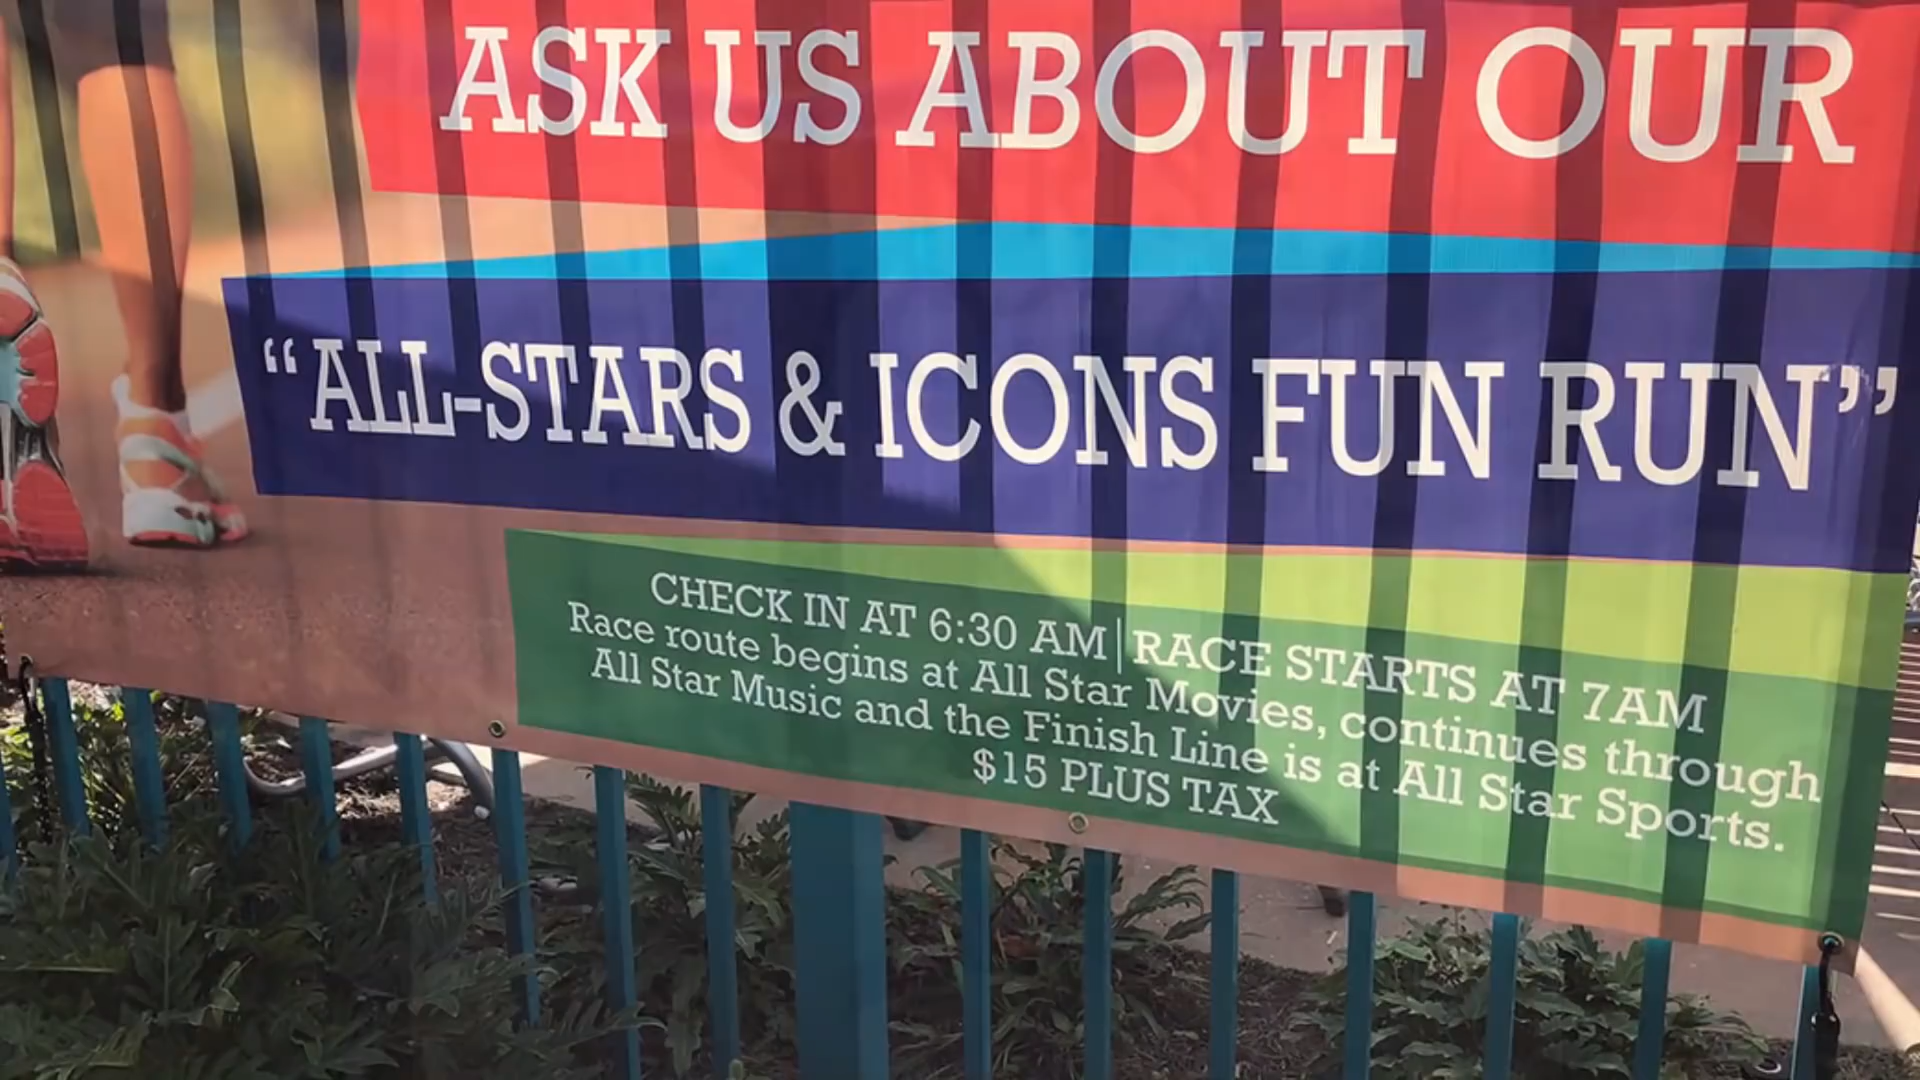 ASK US ABOUT OUR
“ALL-STARS & ICONS FUN RUN”
CHECK IN AT 6:30 AM|RACE STARTS AT 7AM
Race route begins at All Star Movies, continues through
All Star Music and the Finish Line is at All Star Sports.
$15 PLUS TAX